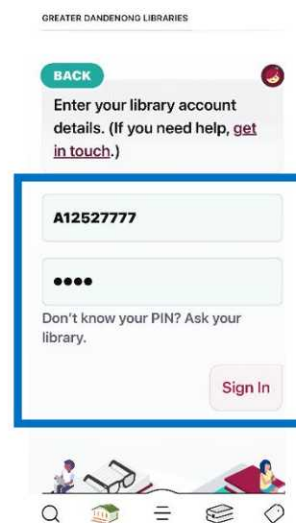 GREATER DANDENONG LIBRARIES
BACK
Enter your library account
details. (If you need help, get
in touch.)
A12527777
••••
Don't know your PIN? Ask your
library.
Sign In